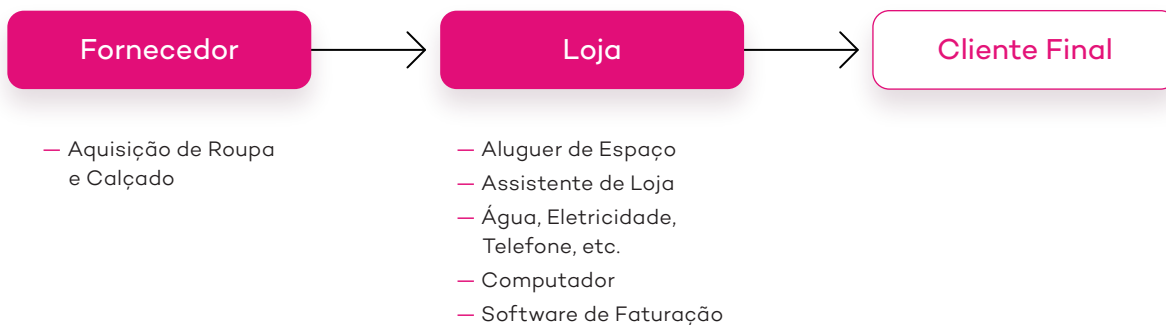 Fornecedor
Loja
Cliente Final
— Aquisição de Roupa
e Calçado
— Aluguer de Espaço
— Assistente de Loja
— Água, Eletricidade,
Telefone, etc.
— Computador
— Software de Faturação